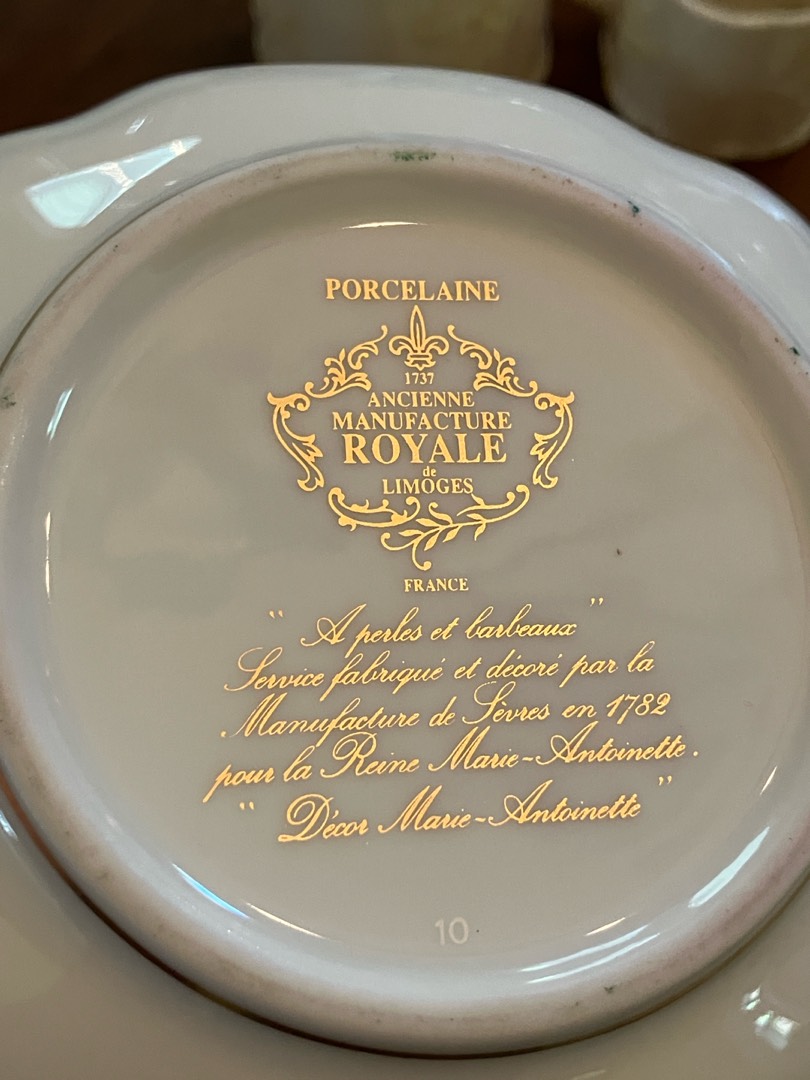 PORCELAINE
1737
ANCIENNE
MANUFACTURE
ROYALE
de
LIMOGES
FRANCE
" A perles et barbeaux "
Service fabriqué et décoré par la
Manufacture de Sèvres en 1782
pour la Reine Marie-Antoinette.
" Décor Marie-Antoinette "
10